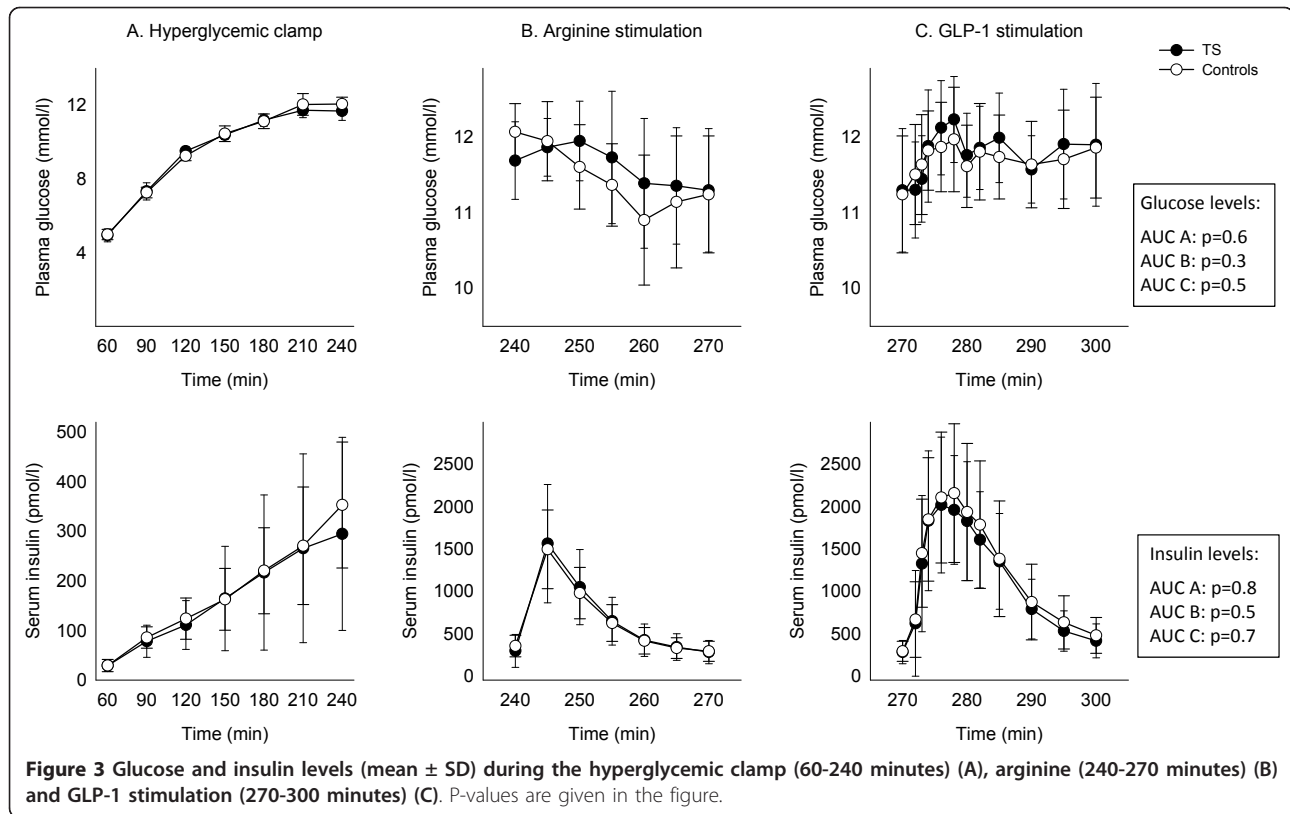 A. Hyperglycemic clamp
B. Arginine stimulation
C. GLP-1 stimulation
TS
Controls
Plasma glucose (mmol/l)
12
8
4
60 90 120 150 180 210 240
Time (min)
Plasma glucose (mmol/l)
12
11
10
240 250 260 270
Time (min)
Plasma glucose (mmol/l)
12
11
10
270 280 290 300
Time (min)
Glucose levels:
AUC A: p=0.6
AUC B: p=0.3
AUC C: p=0.5
Serum insulin (pmol/l)
500
400
300
200
100
0
60 90 120 150 180 210 240
Time (min)
Serum insulin (pmol/l)
2500
2000
1500
1000
500
0
240 250 260 270
Time (min)
Serum insulin (pmol/l)
2500
2000
1500
1000
500
0
270 280 290 300
Time (min)
Insulin levels:
AUC A: p=0.8
AUC B: p=0.5
AUC C: p=0.7
Figure 3 Glucose and insulin levels (mean ± SD) during the hyperglycemic clamp (60-240 minutes) (A), arginine (240-270 minutes) (B)
and GLP-1 stimulation (270-300 minutes) (C). P-values are given in the figure.